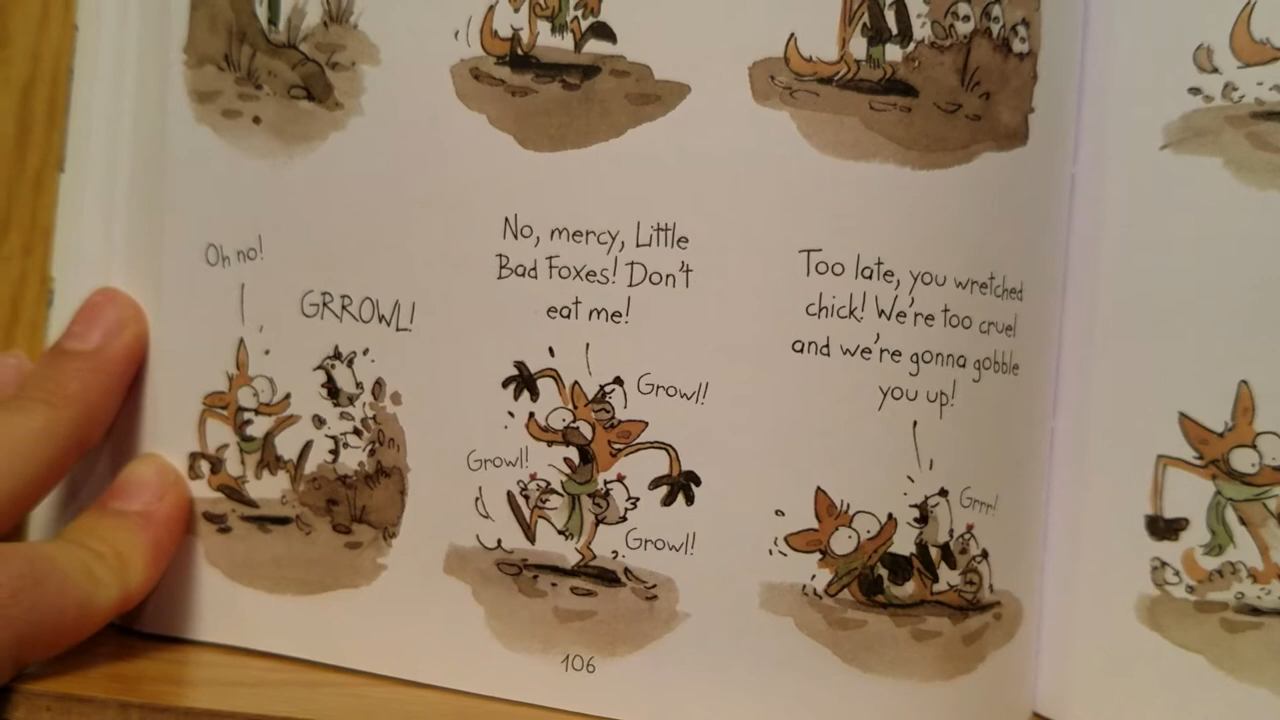 Oh no!
GRROWL!
No, mercy, Little
Bad Foxes! Don't
eat me!
Growl!
Growl!
Growl!
Too late, you wretched
chick! We're too cruel
and we're gonna gobble
you up!
Grrr!
106